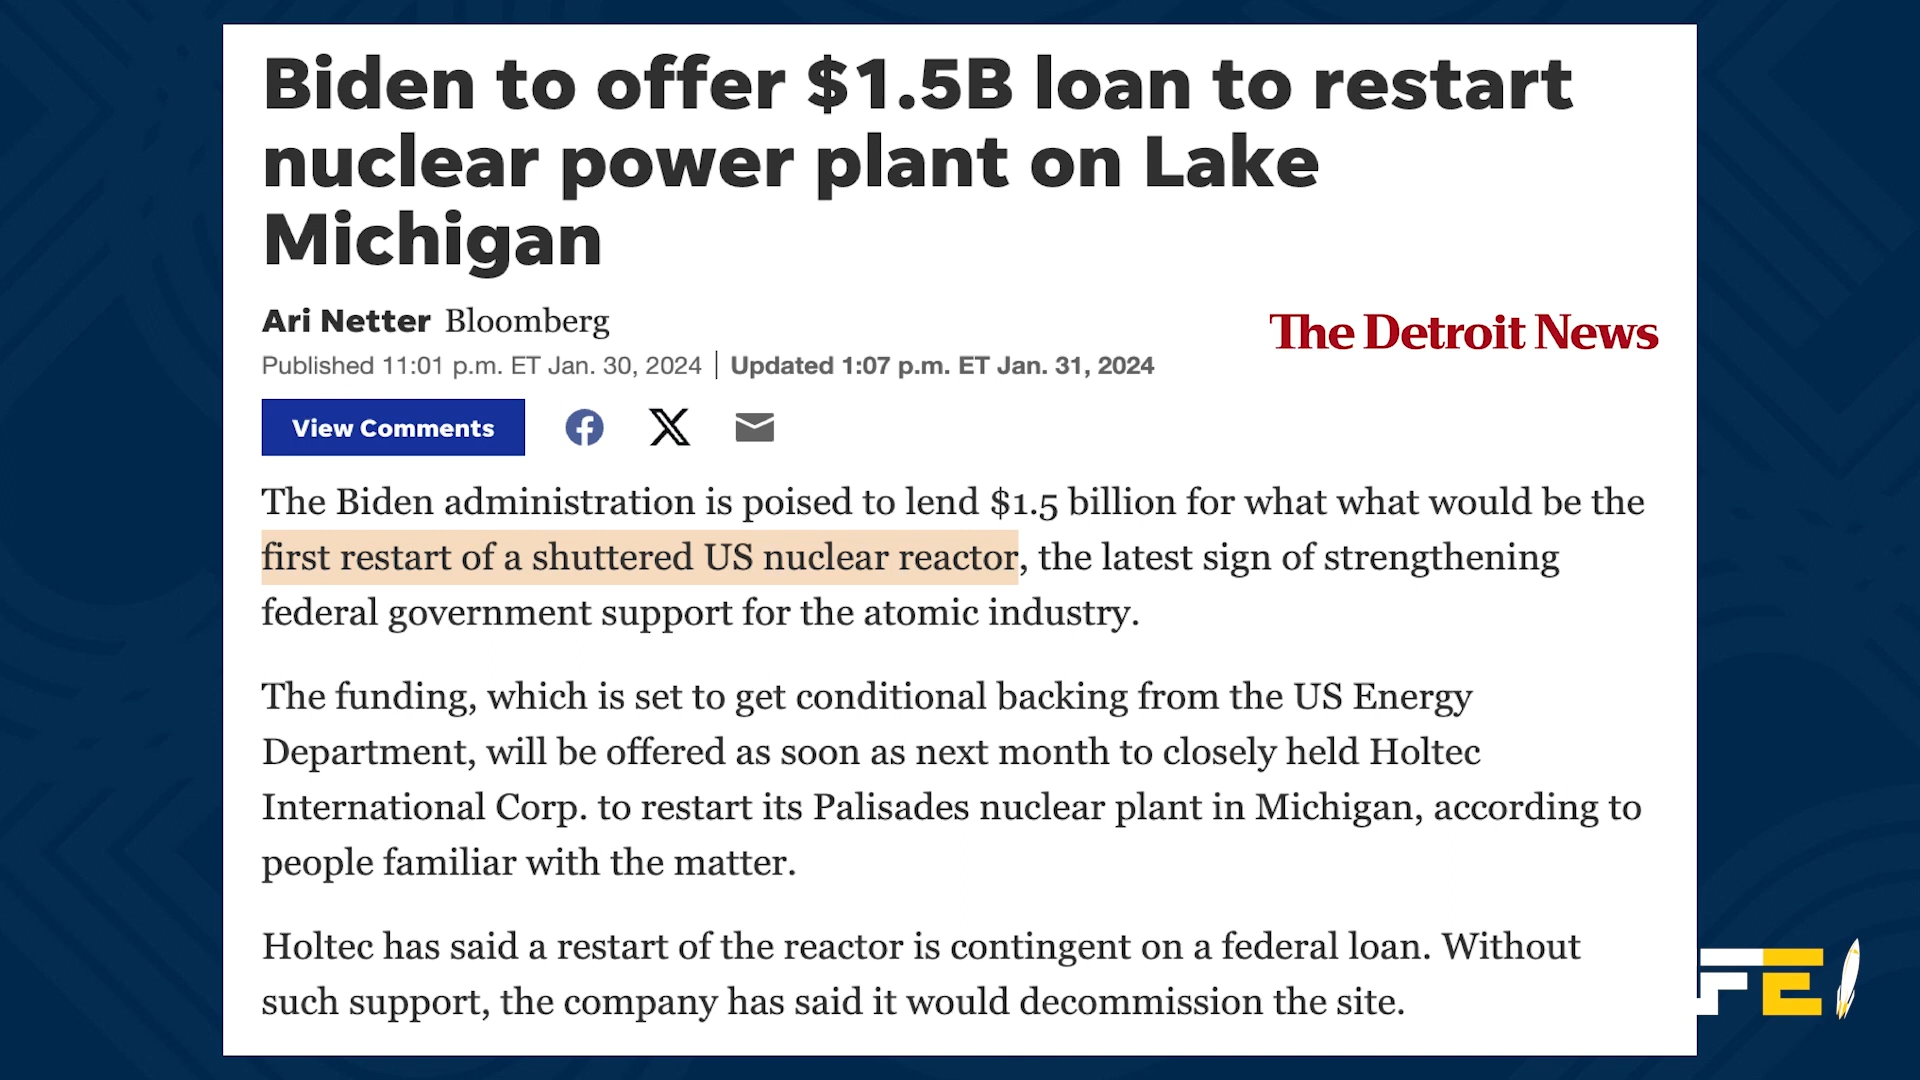 Biden to offer $1.5B loan to restart
nuclear power plant on Lake
Michigan
Ari Netter Bloomberg
The Detroit News
Published 11:01 p.m. ET Jan. 30, 2024 | Updated 1:07 p.m. ET Jan. 31, 2024
View Comments
The Biden administration is poised to lend $1.5 billion for what what would be the
first restart of a shuttered US nuclear reactor, the latest sign of strengthening
federal government support for the atomic industry.
The funding, which is set to get conditional backing from the US Energy
Department, will be offered as soon as next month to closely held Holtec
International Corp. to restart its Palisades nuclear plant in Michigan, according to
people familiar with the matter.
Holtec has said a restart of the reactor is contingent on a federal loan. Without
such support, the company has said it would decommission the site.
FE